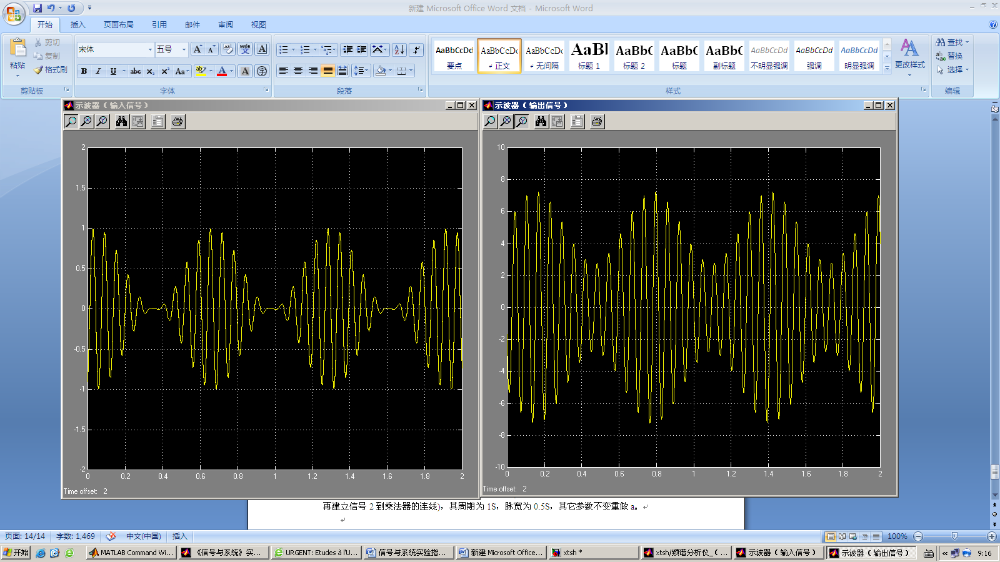 新建 Microsoft Office Word 文档 - Microsoft Word
开始 插入 页面布局 引用 邮件 审阅 视图
粘贴 剪切 复制 格式刷
宋体 五号
AaBbCcDd AaBbCcDc AaBbCcDc AaBl AaBbC AaBbC AaBbC AaBbCcDd AaBbCcDd AaBbCcDd
要点 正文 无间隔 标题 1 标题 2 标题 副标题 不明显强调 强调 明显强调
更改样式 查找 替换 选择
剪贴板 字体 段落 样式 编辑
示波器（输入信号）
2
1.5
1
0.5
0
-0.5
-1
-1.5
-2
0 0.2 0.4 0.6 0.8 1 1.2 1.4 1.6 1.8 2
Time offset: 2
示波器（输出信号）
10
8
6
4
2
0
-2
-4
-6
-8
-10
0 0.2 0.4 0.6 0.8 1 1.2 1.4 1.6 1.8 2
Time offset: 2
再建立信号 2 到乘法器的连线)，其周期为 1S，脉宽为 0.5S，其它参数不变重做 a。
页面: 14/14 字数: 1,469 中文(中国) 插入 100%
开始 MATLAB Command Wi... 《信号与系统》实... URGENT: Etudes à l'U... 信号与系统实验指... 新建 Microsoft Office... xtsh * xtsh/频谱分析仪_(... 示波器（输入信号） 示波器（输出信号） 9:16